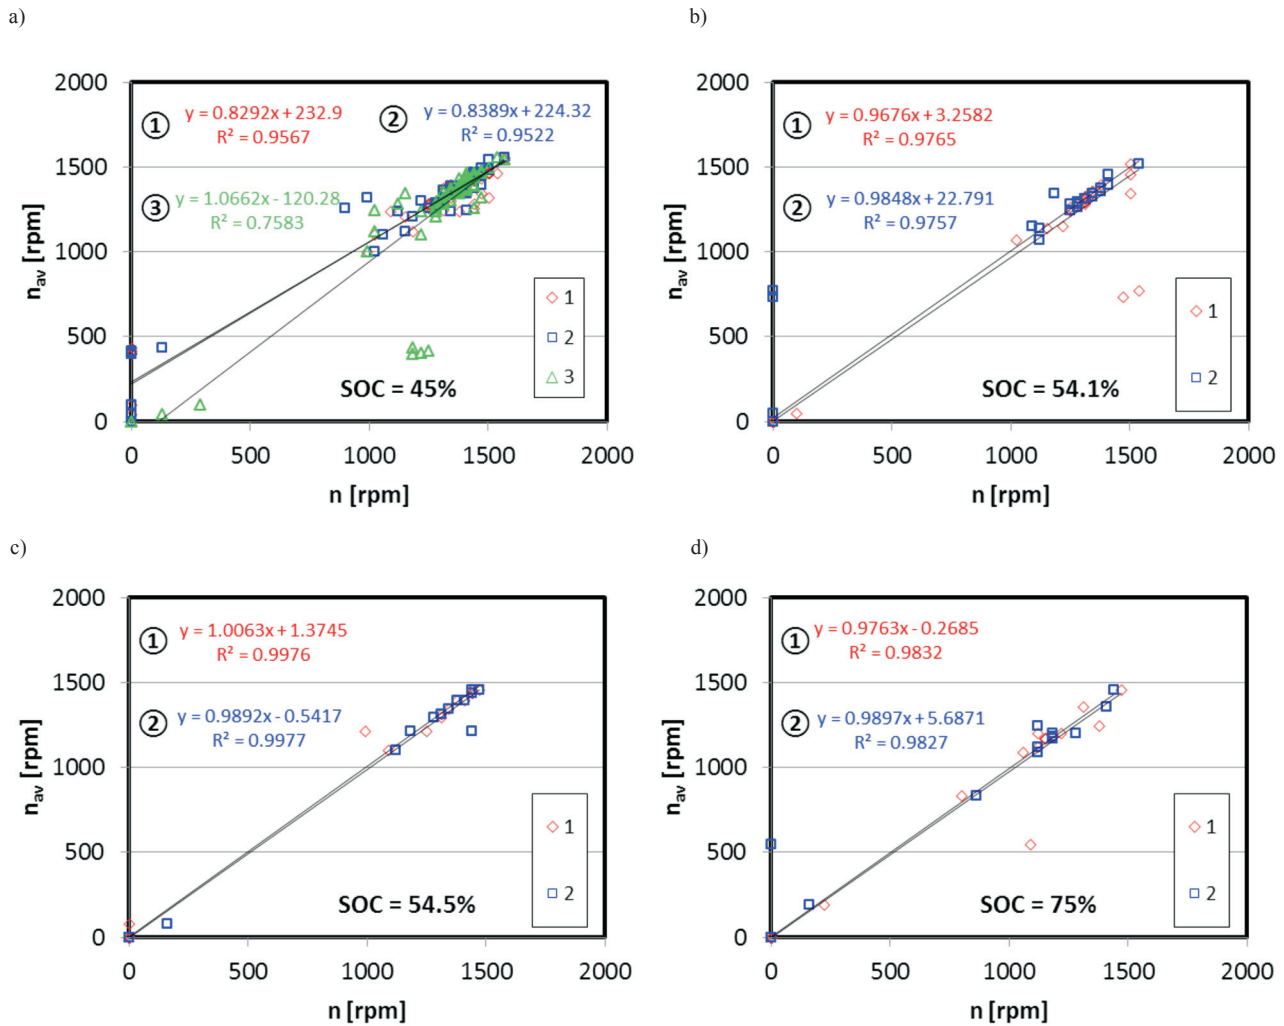 a)
2000
1500
1000
500
0
n_av [rpm]
1
y = 0.8292x + 232.9
R² = 0.9567
2
y = 0.8389x + 224.32
R² = 0.9522
3
y = 1.0662x - 120.28
R² = 0.7583
1
2
3
SOC = 45%
0 500 1000 1500 2000
n [rpm]
b)
2000
1500
1000
500
0
n_av [rpm]
1
y = 0.9676x + 3.2582
R² = 0.9765
2
y = 0.9848x + 22.791
R² = 0.9757
1
2
SOC = 54.1%
0 500 1000 1500 2000
n [rpm]
c)
2000
1500
1000
500
0
n_av [rpm]
1
y = 1.0063x + 1.3745
R² = 0.9976
2
y = 0.9892x - 0.5417
R² = 0.9977
1
2
SOC = 54.5%
0 500 1000 1500 2000
n [rpm]
d)
2000
1500
1000
500
0
n_av [rpm]
1
y = 0.9763x - 0.2685
R² = 0.9832
2
y = 0.9897x + 5.6871
R² = 0.9827
1
2
SOC = 75%
0 500 1000 1500 2000
n [rpm]